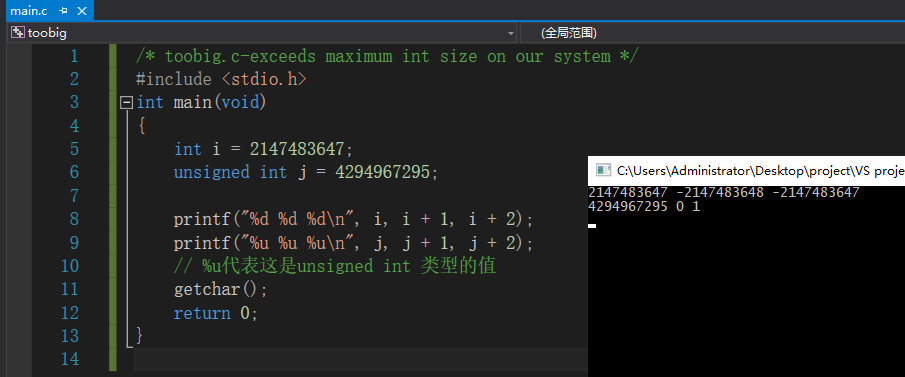 main.c
toobig
(全局范围)
1 /* toobig.c-exceeds maximum int size on our system */
2 #include <stdio.h>
3 int main(void)
4 {
5 int i = 2147483647;
6 unsigned int j = 4294967295;
7
8 printf("%d %d %d\n", i, i + 1, i + 2);
9 printf("%u %u %u\n", j, j + 1, j + 2);
10 // %u代表这是unsigned int 类型的值
11 getchar();
12 return 0;
13 }
14
C:\Users\Administrator\Desktop\project\VS proje
2147483647 -2147483648 -2147483647
4294967295 0 1